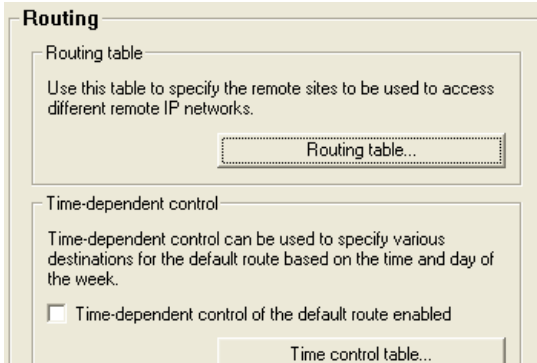 Routing
Routing table
Use this table to specify the remote sites to be used to access
different remote IP networks.
Routing table...
Time-dependent control
Time-dependent control can be used to specify various
destinations for the default route based on the time and day of
the week.
Time-dependent control of the default route enabled
Time control table...